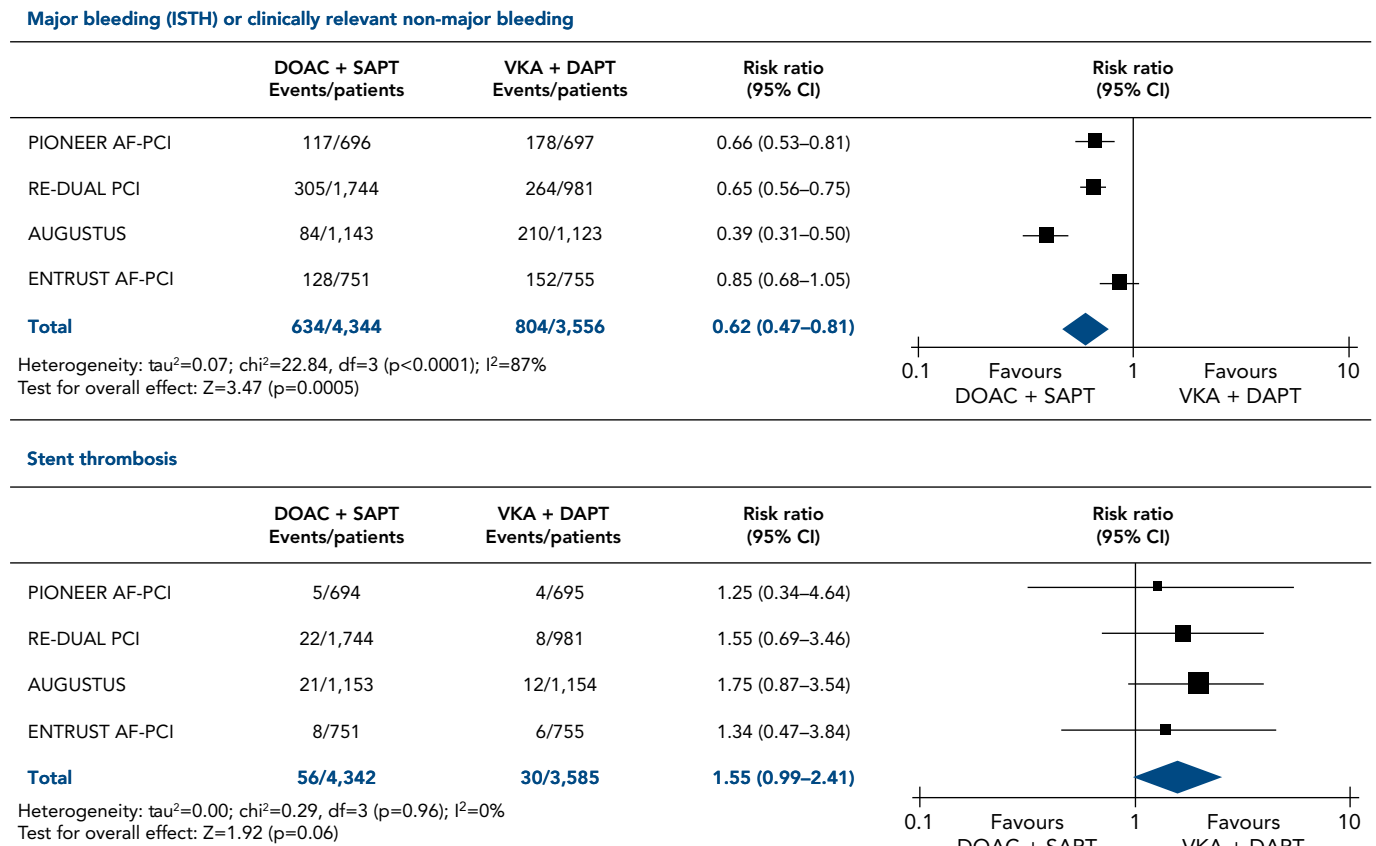 Major bleeding (ISTH) or clinically relevant non-major bleeding
DOAC + SAPT VKA + DAPT Risk ratio Risk ratio
Events/patients Events/patients (95% CI) (95% CI)
PIONEER AF-PCI 117/696 178/697 0.66 (0.53–0.81)
RE-DUAL PCI 305/1,744 264/981 0.65 (0.56–0.75)
AUGUSTUS 84/1,143 210/1,123 0.39 (0.31–0.50)
ENTRUST AF-PCI 128/751 152/755 0.85 (0.68–1.05)
Total 634/4,344 804/3,556 0.62 (0.47–0.81)
Heterogeneity: tau²=0.07; chi²=22.84, df=3 (p<0.0001); I²=87%
Test for overall effect: Z=3.47 (p=0.0005)
0.1 Favours 1 Favours 10
DOAC + SAPT VKA + DAPT
Stent thrombosis
DOAC + SAPT VKA + DAPT Risk ratio Risk ratio
Events/patients Events/patients (95% CI) (95% CI)
PIONEER AF-PCI 5/694 4/695 1.25 (0.34–4.64)
RE-DUAL PCI 22/1,744 8/981 1.55 (0.69–3.46)
AUGUSTUS 21/1,153 12/1,154 1.75 (0.87–3.54)
ENTRUST AF-PCI 8/751 6/755 1.34 (0.47–3.84)
Total 56/4,342 30/3,585 1.55 (0.99–2.41)
Heterogeneity: tau²=0.00; chi²=0.29, df=3 (p=0.96); I²=0%
Test for overall effect: Z=1.92 (p=0.06)
0.1 Favours 1 Favours 10
DOAC + SAPT VKA + DAPT